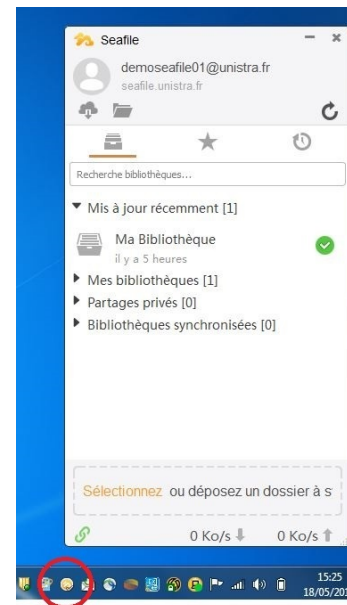 Seafile
demoseafile01@unistra.fr
seafile.unistra.fr
Recherche bibliothèques...
Mis à jour récemment [1]
Ma Bibliothèque
il y a 5 heures
Mes bibliothèques [1]
Partages privés [0]
Bibliothèques synchronisées [0]
Sélectionnez ou déposez un dossier à s
0 Ko/s 0 Ko/s
15:25
18/05/201